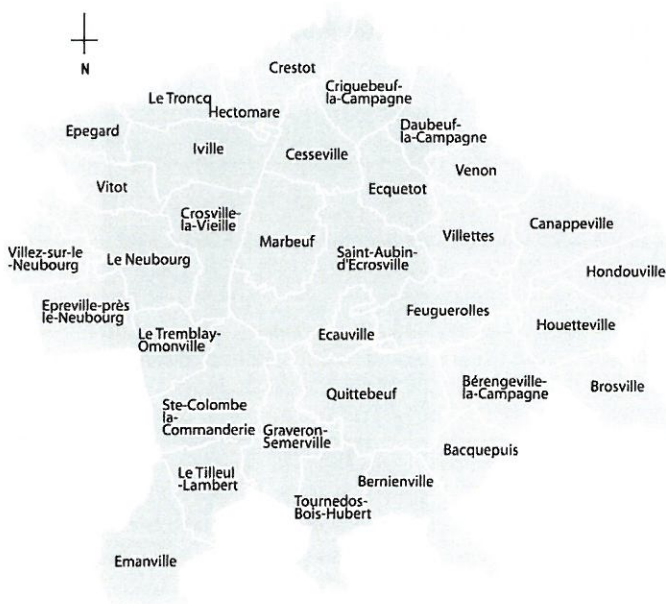 N
Crestot
Criquebeuf-
la-Campagne
Le Troncq
Hectomare
Epegard
Daubeuf-
la-Campagne
Iville
Cesseville
Venon
Vitot
Ecquetot
Crosville-
la-Vieille
Canappeville
Marbeuf
Villettes
Villez-sur-le
-Neubourg
Le Neubourg
Saint-Aubin-
d'Ecrosville
Hondouville
Epreville-près
le-Neubourg
Feuguerolles
Houetteville
Le Tremblay-
Omonville
Ecauville
Bérengeville-
la-Campagne
Brosville
Quittebeuf
Ste-Colombe
la-
Commanderie
Graveron-
Semerville
Bacquepuis
Le Tilleul
-Lambert
Bernienville
Tournedos-
Bois-Hubert
Emanville